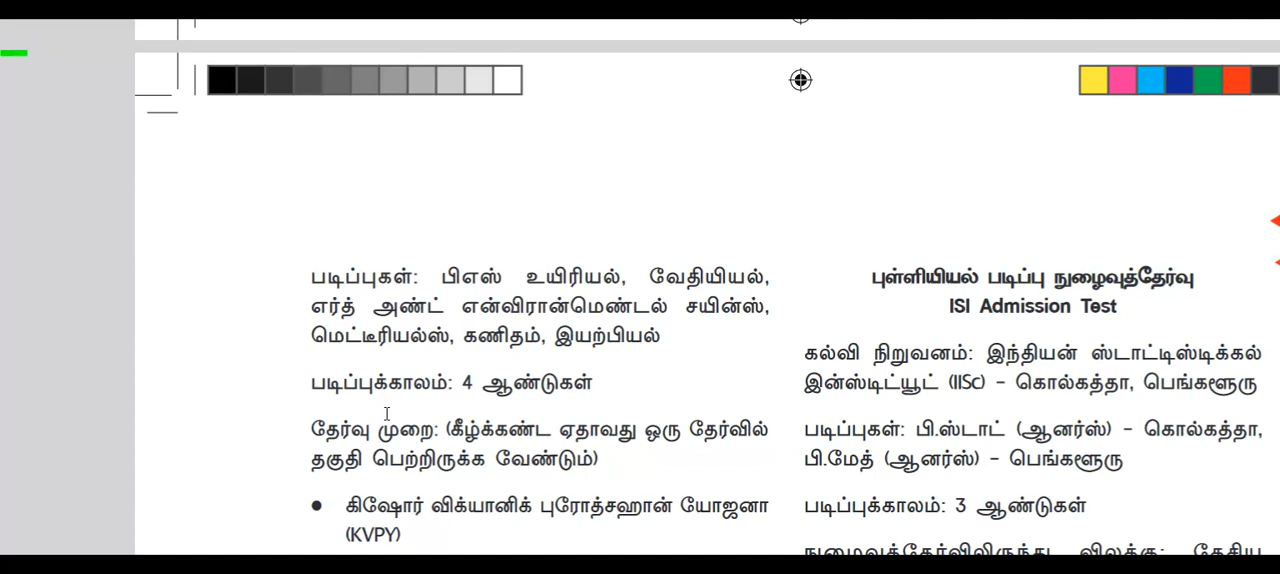 படிப்புகள்: பிஎஸ் உயிரியல், வேதியியல்,
எர்த் அண்ட் என்விரான்மெண்டல் சயின்ஸ்,
மெட்டீரியல்ஸ், கணிதம், இயற்பியல்
படிப்புக்காலம்: 4 ஆண்டுகள்
தேர்வு முறை: (கீழ்க்கண்ட ஏதாவது ஒரு தேர்வில்
தகுதி பெற்றிருக்க வேண்டும்)
● கிஷோர் விக்யானிக் புரோத்சஹான் யோஜனா
(KVPY)
புள்ளியியல் படிப்பு நுழைவுத்தேர்வு
ISI Admission Test
கல்வி நிறுவனம்: இந்தியன் ஸ்டாட்டிஸ்டிக்கல்
இன்ஸ்டிட்யூட் (IISc) – கொல்கத்தா, பெங்களூரு
படிப்புகள்: பி.ஸ்டாட் (ஆனர்ஸ்) – கொல்கத்தா,
பி.மேத் (ஆனர்ஸ்) – பெங்களூரு
படிப்புக்காலம்: 3 ஆண்டுகள்
நுழைவுத்தேர்விலிருந்து விலக்கு: தேசிய